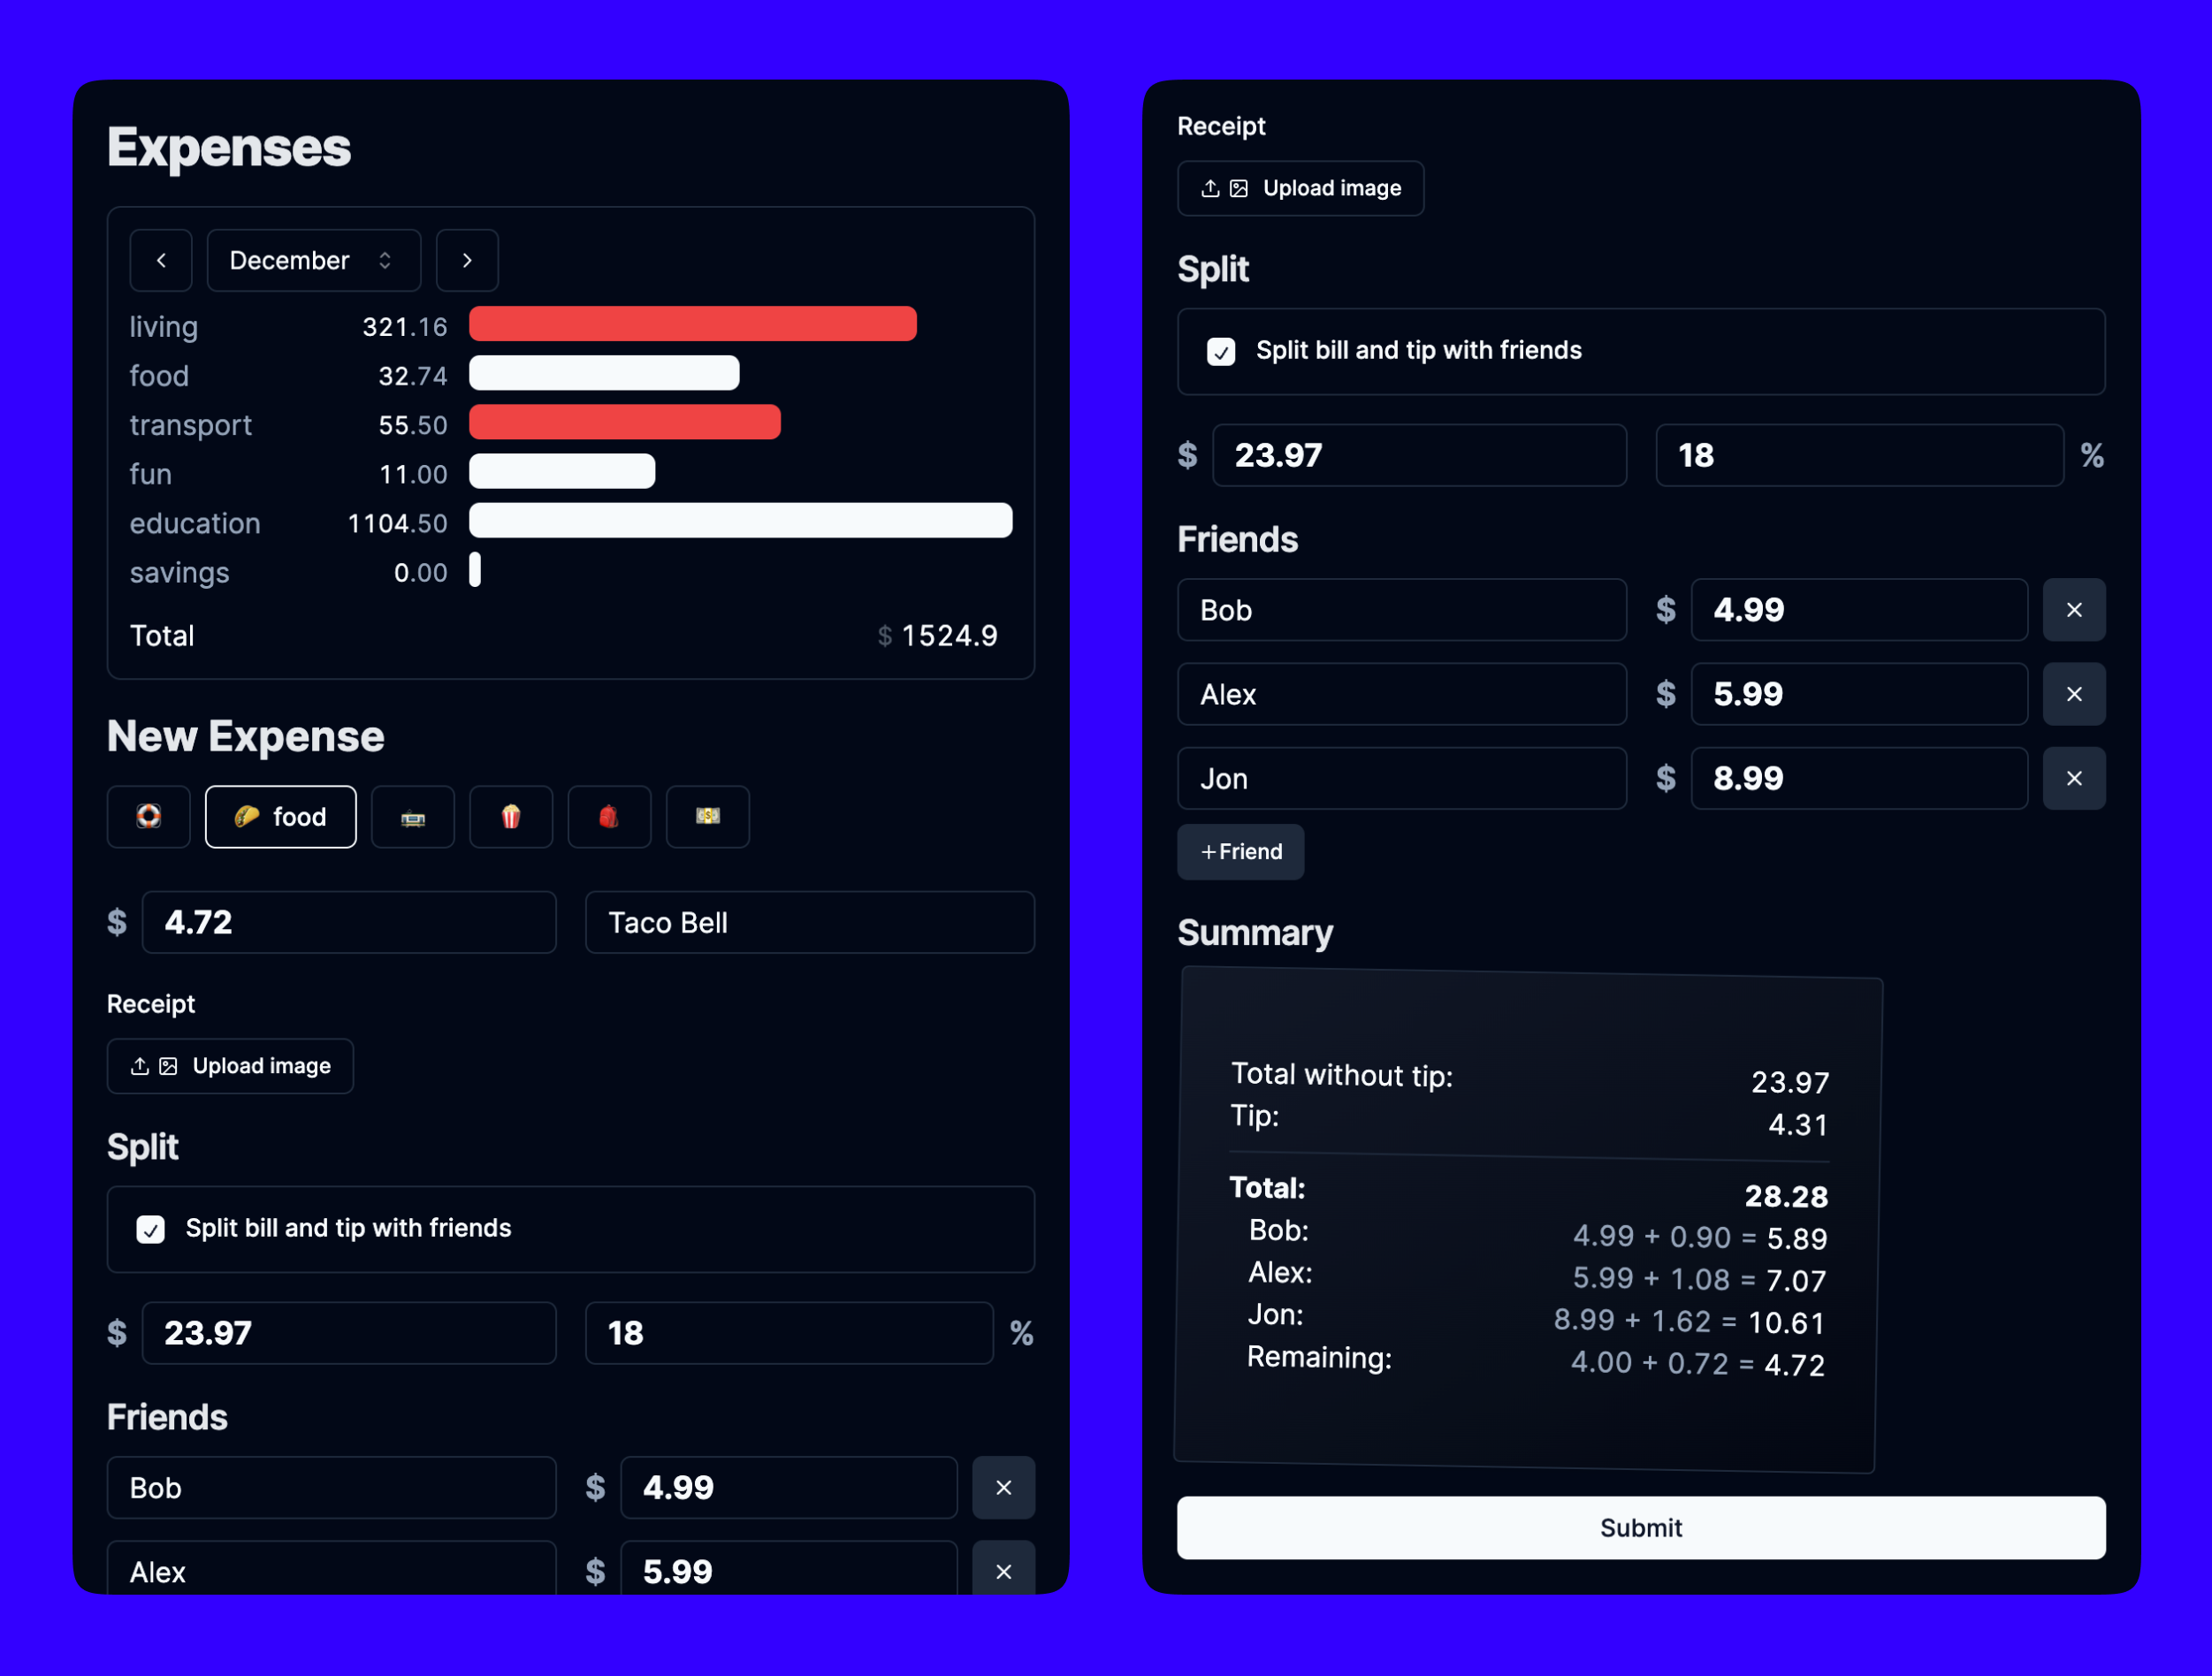 Expenses
December
living 321.16
food 32.74
transport 55.50
fun 11.00
education 1104.50
savings 0.00
Total $ 1524.9
New Expense
food
$ 4.72 Taco Bell
Receipt
Upload image
Split
Split bill and tip with friends
$ 23.97 18 %
Friends
Bob $ 4.99 ×
Alex $ 5.99 ×
Receipt
Upload image
Split
Split bill and tip with friends
$ 23.97 18 %
Friends
Bob $ 4.99 ×
Alex $ 5.99 ×
Jon $ 8.99 ×
+Friend
Summary
Total without tip: 23.97
Tip: 4.31
Total: 28.28
Bob: 4.99 + 0.90 = 5.89
Alex: 5.99 + 1.08 = 7.07
Jon: 8.99 + 1.62 = 10.61
Remaining: 4.00 + 0.72 = 4.72
Submit